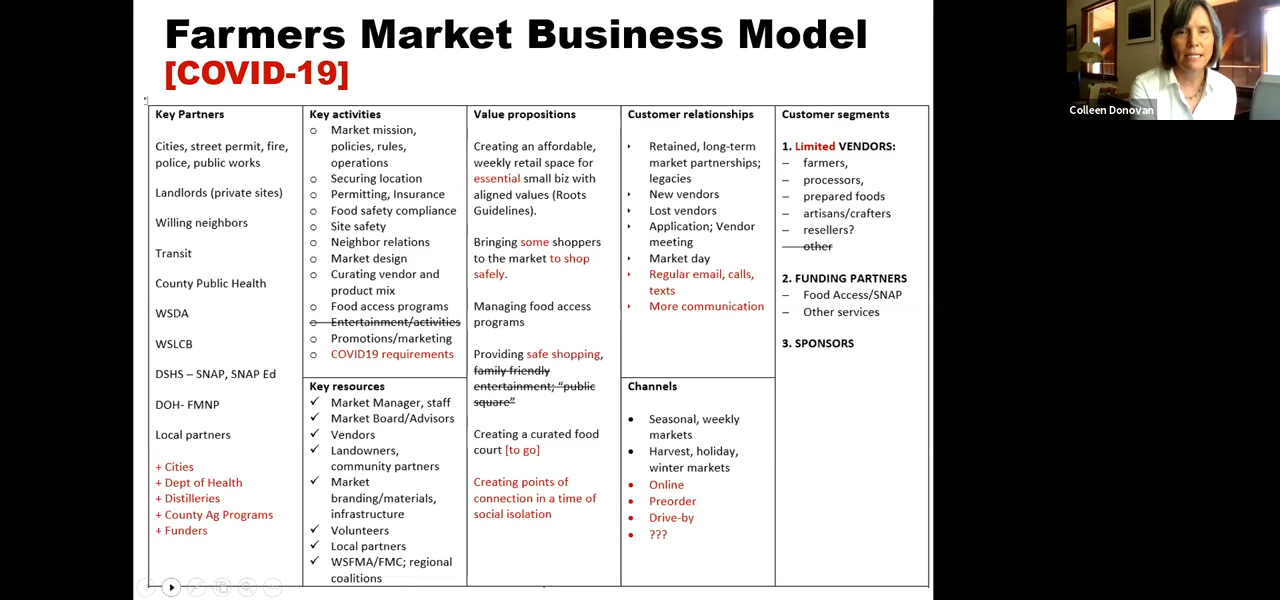 Farmers Market Business Model
[COVID-19]
Colleen Donovan
Key Partners
Cities, street permit, fire,
police, public works
Landlords (private sites)
Willing neighbors
Transit
County Public Health
WSDA
WSLCB
DSHS – SNAP, SNAP Ed
DOH- FMNP
Local partners
+ Cities
+ Dept of Health
+ Distilleries
+ County Ag Programs
+ Funders
Key activities
o Market mission,
policies, rules,
operations
o Securing location
o Permitting, Insurance
o Food safety compliance
o Site safety
o Neighbor relations
o Market design
o Curating vendor and
product mix
o Food access programs
o Entertainment/activities
o Promotions/marketing
o COVID19 requirements
Key resources
✓ Market Manager, staff
✓ Market Board/Advisors
✓ Vendors
✓ Landowners,
community partners
✓ Market
branding/materials,
infrastructure
✓ Volunteers
✓ Local partners
✓ WSFMA/FMC; regional
coalitions
Value propositions
Creating an affordable,
weekly retail space for
essential small biz with
aligned values (Roots
Guidelines).
Bringing some shoppers
to the market to shop
safely.
Managing food access
programs
Providing safe shopping,
family friendly
entertainment; “public
square”
Creating a curated food
court [to go]
Creating points of
connection in a time of
social isolation
Customer relationships
‣ Retained, long-term
market partnerships;
legacies
‣ New vendors
‣ Lost vendors
‣ Application; Vendor
meeting
‣ Market day
‣ Regular email, calls,
texts
‣ More communication
Channels
• Seasonal, weekly
markets
• Harvest, holiday,
winter markets
• Online
• Preorder
• Drive-by
• ???
Customer segments
1. Limited VENDORS:
– farmers,
– processors,
– prepared foods
– artisans/crafters
– resellers?
– other
2. FUNDING PARTNERS
– Food Access/SNAP
– Other services
3. SPONSORS